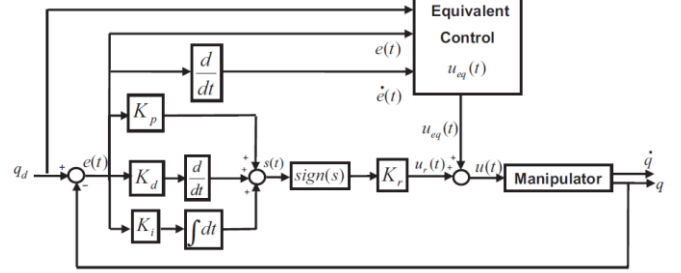 Equivalent
Control
u_eq(t)
e(t)
d
dt
ė(t)
K_p
u_eq(t)
q_d
+
e(t)
−
K_d
d
dt
+
+
+
s(t)
sign(s)
K_r
u_r(t)
+
+
u(t)
Manipulator
q̇
q
K_i
∫dt